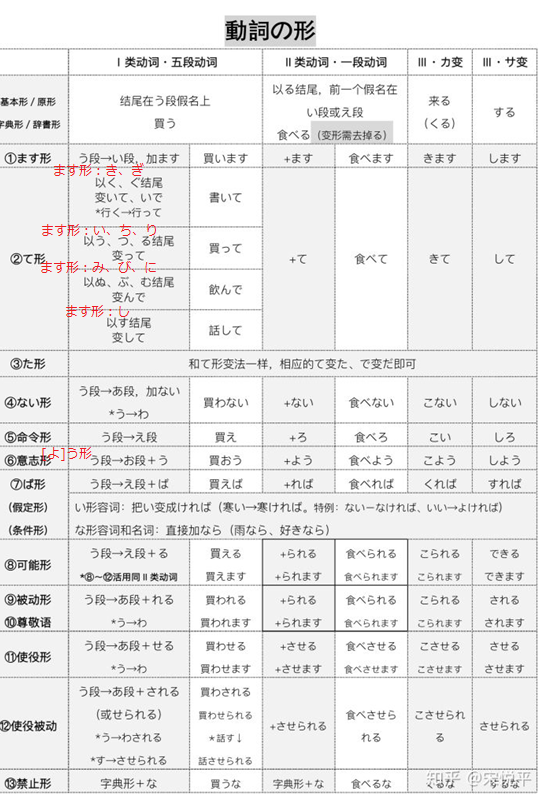 動詞の形
Ⅰ类动词・五段动词 Ⅱ类动词・一段动词 Ⅲ・カ变 Ⅲ・サ变
基本形 / 原形
字典形 / 辞書形
结尾在う段假名上
買う
以る结尾，前一个假名在
い段或え段
食べる（变形需去掉る）
来る
（くる）
する
①ます形 う段→い段，加ます 買います +ます 食べます きます します
ます形：き、ぎ
②て形
以く、ぐ结尾
变いて、いで
*行く→行って
書いて
ます形：い、ち、り
以う、つ、る结尾
变って
買って
ます形：み、び、に
以ぬ、ぶ、む结尾
变んで
飲んで
ます形：し
以す结尾
变して
話して
+て 食べて きて して
③た形 和て形变法一样，相应的て变た、で变だ即可
④ない形 う段→あ段，加ない
*う→わ
買わない +ない 食べない こない しない
⑤命令形 う段→え段 買え +ろ 食べろ こい しろ
[よ]う形
⑥意志形 う段→お段＋う 買おう +よう 食べよう こよう しよう
⑦ば形 う段→え段＋ば 買えば +れば 食べれば くれば すれば
（假定形） い形容词：把い变成ければ（寒い→寒ければ。特例：ない－なければ、いい→よければ）
（条件形） な形容词和名词：直接加なら（雨なら、好きなら）
⑧可能形 う段→え段＋る 買える +られる 食べられる こられる できる
*⑧～⑫活用同Ⅱ类动词 買えます +られます 食べられます こられます できます
⑨被动形 う段→あ段＋れる 買われる +られる 食べられる こられる される
⑩尊敬语 *う→わ 買われます +られます 食べられます こられます されます
⑪使役形 う段→あ段＋せる 買わせる +させる 食べさせる こさせる させる
*う→わ 買わせます +させます 食べさせます こさせます させます
⑫使役被动
う段→あ段＋される
（或せられる）
*う→わされる
*す→させられる
買わされる
買わせられる
*話す↓
話させられる
+させられる
食べさせら
れる
こさせられ
る
させられる
⑬禁止形 字典形＋な 買うな 字典形＋な 食べるな くるな するな
知乎 @宋悦平